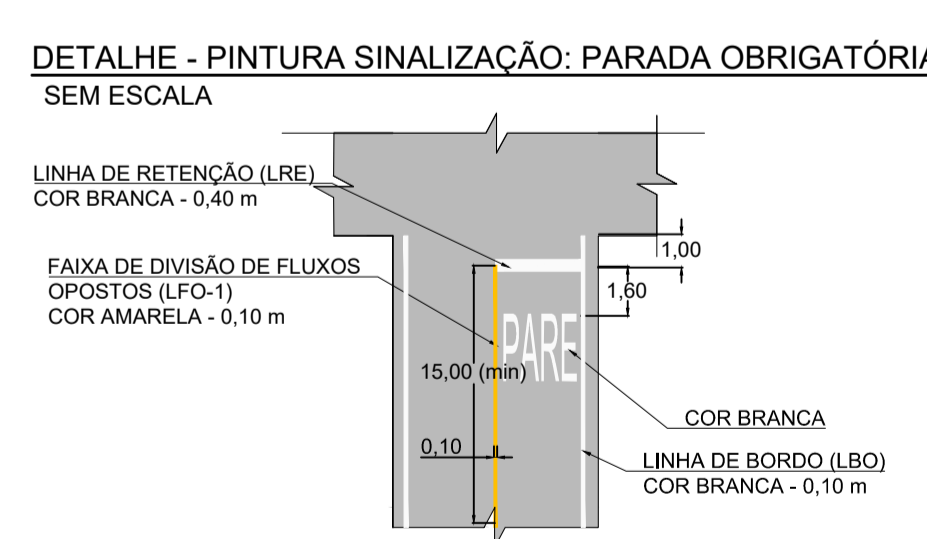 DETALHE - PINTURA SINALIZAÇÃO: PARADA OBRIGATÓRIA
SEM ESCALA
LINHA DE RETENÇÃO (LRE)
COR BRANCA - 0,40 m
1,00
FAIXA DE DIVISÃO DE FLUXOS
OPOSTOS (LFO-1)
COR AMARELA - 0,10 m
1,60
PARE
15,00 (min)
COR BRANCA
0,10
LINHA DE BORDO (LBO)
COR BRANCA - 0,10 m